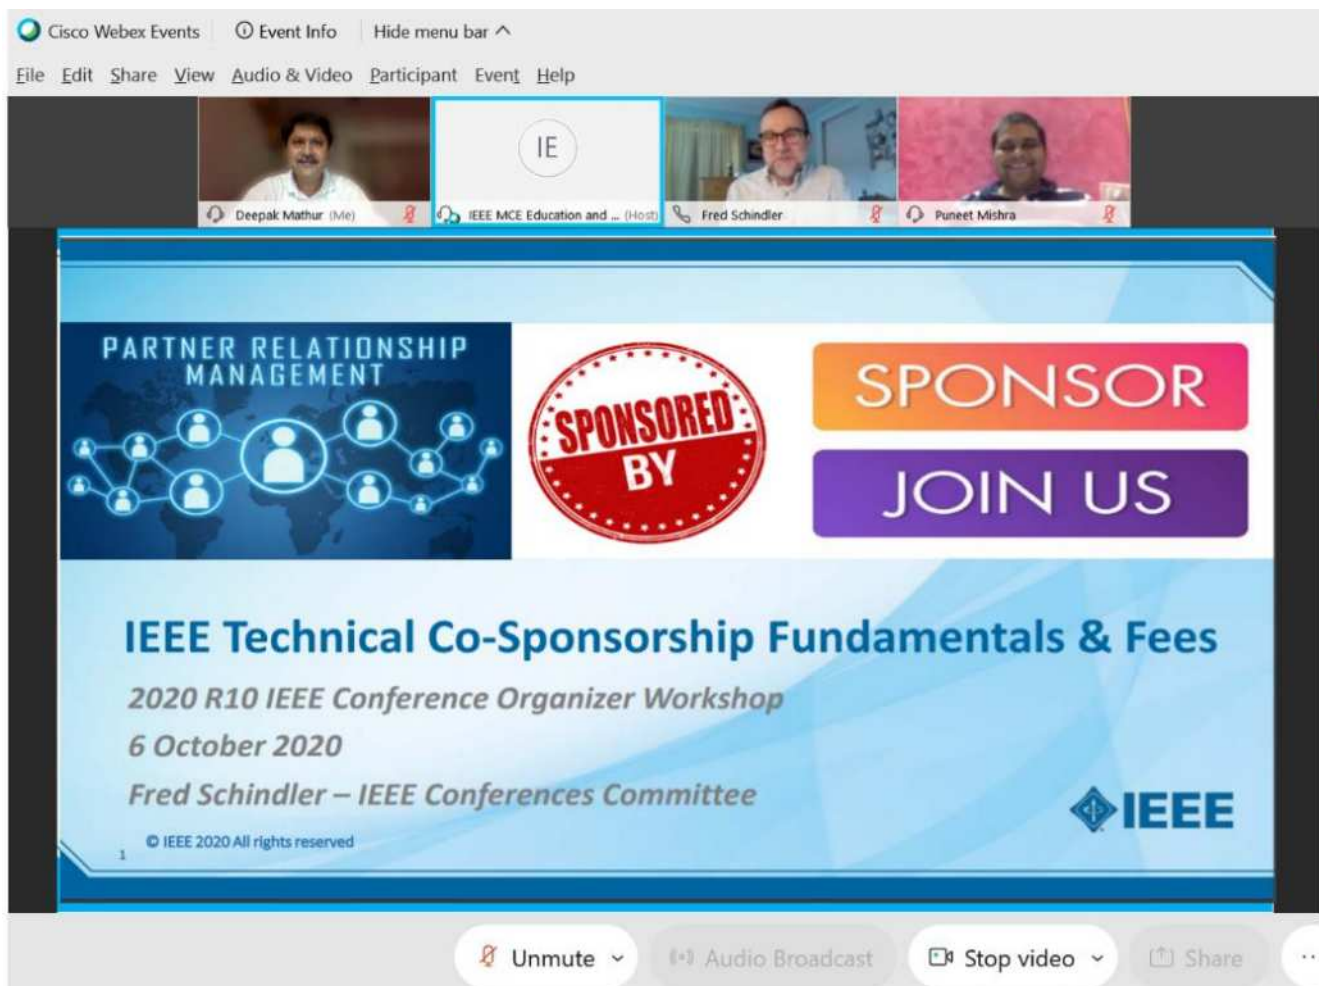 Cisco Webex Events
Event Info
Hide menu bar
File Edit Share View Audio & Video Participant Event Help
IE
Deepak Mathur (Me)
IEEE MCE Education and ... (Host)
Fred Schindler
Puneet Mishra
PARTNER RELATIONSHIP
MANAGEMENT
SPONSORED
BY
SPONSOR
JOIN US
IEEE Technical Co-Sponsorship Fundamentals & Fees
2020 R10 IEEE Conference Organizer Workshop
6 October 2020
Fred Schindler – IEEE Conferences Committee
IEEE
© IEEE 2020 All rights reserved
1
Unmute
Audio Broadcast
Stop video
Share